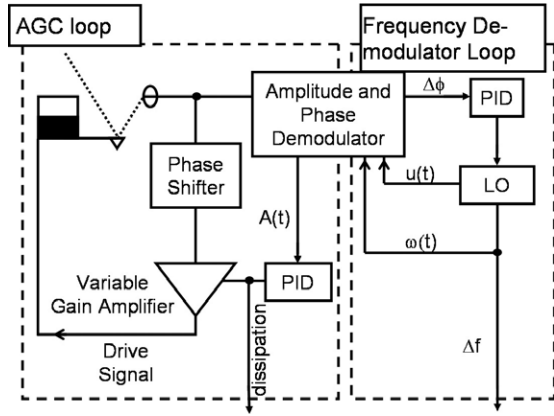 AGC loop
Frequency De-
modulator Loop
Amplitude and
Phase
Demodulator
Δϕ
PID
Phase
Shifter
u(t)
LO
A(t)
ω(t)
Variable
Gain Amplifier
PID
Drive
Signal
dissipation
Δf